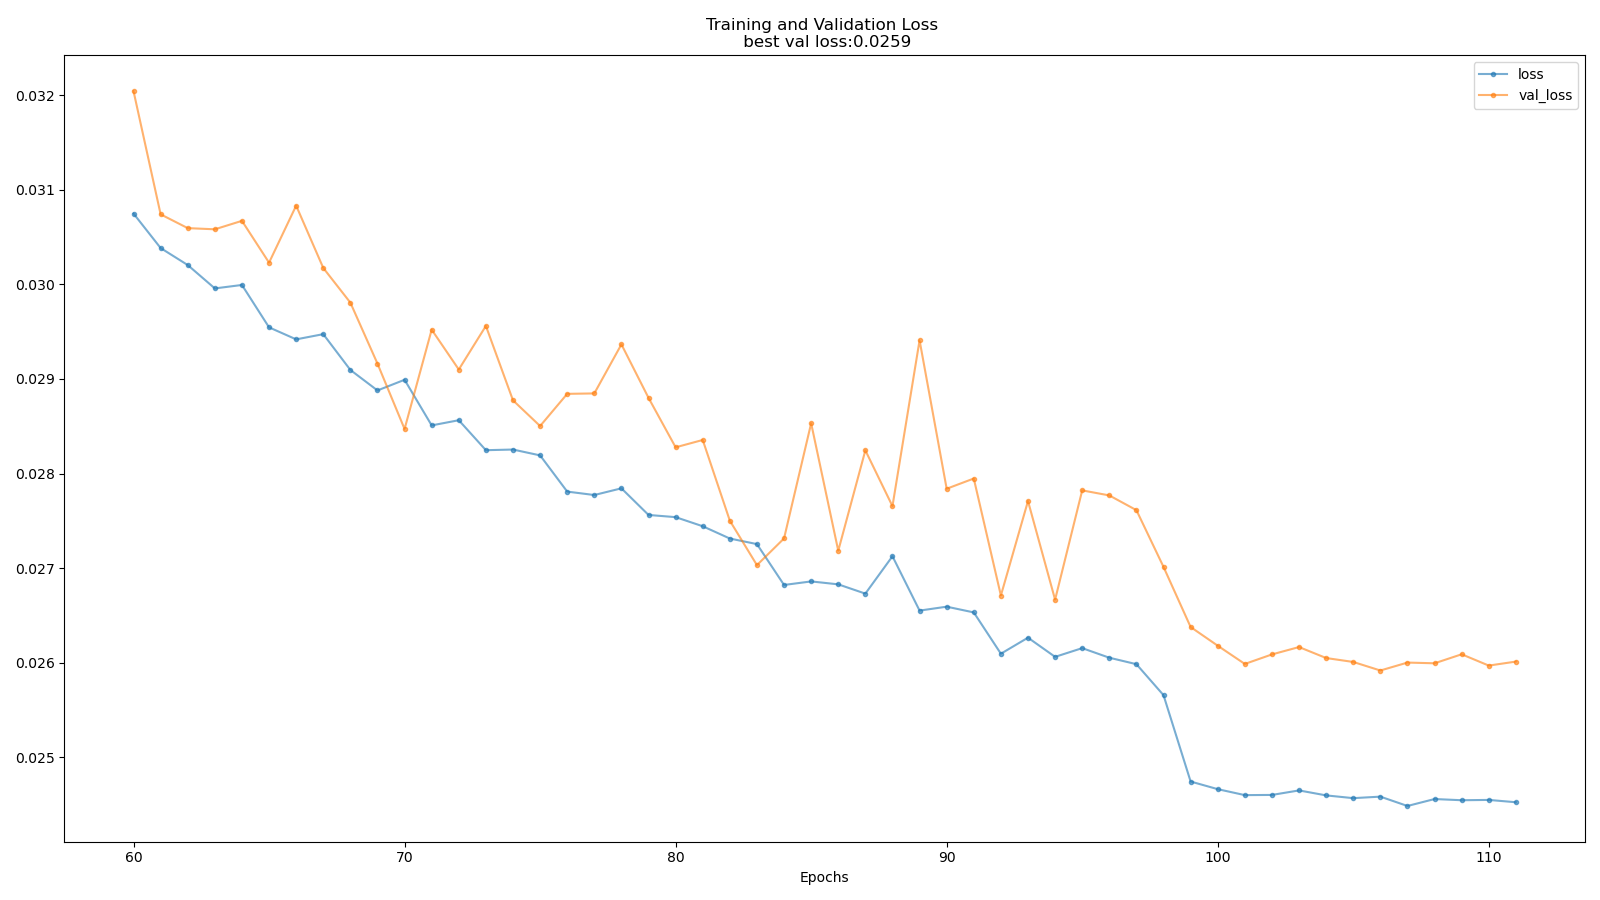 Training and Validation Loss
best val loss:0.0259
loss
val_loss
0.032
0.031
0.030
0.029
0.028
0.027
0.026
0.025
60 70 80 90 100 110
Epochs